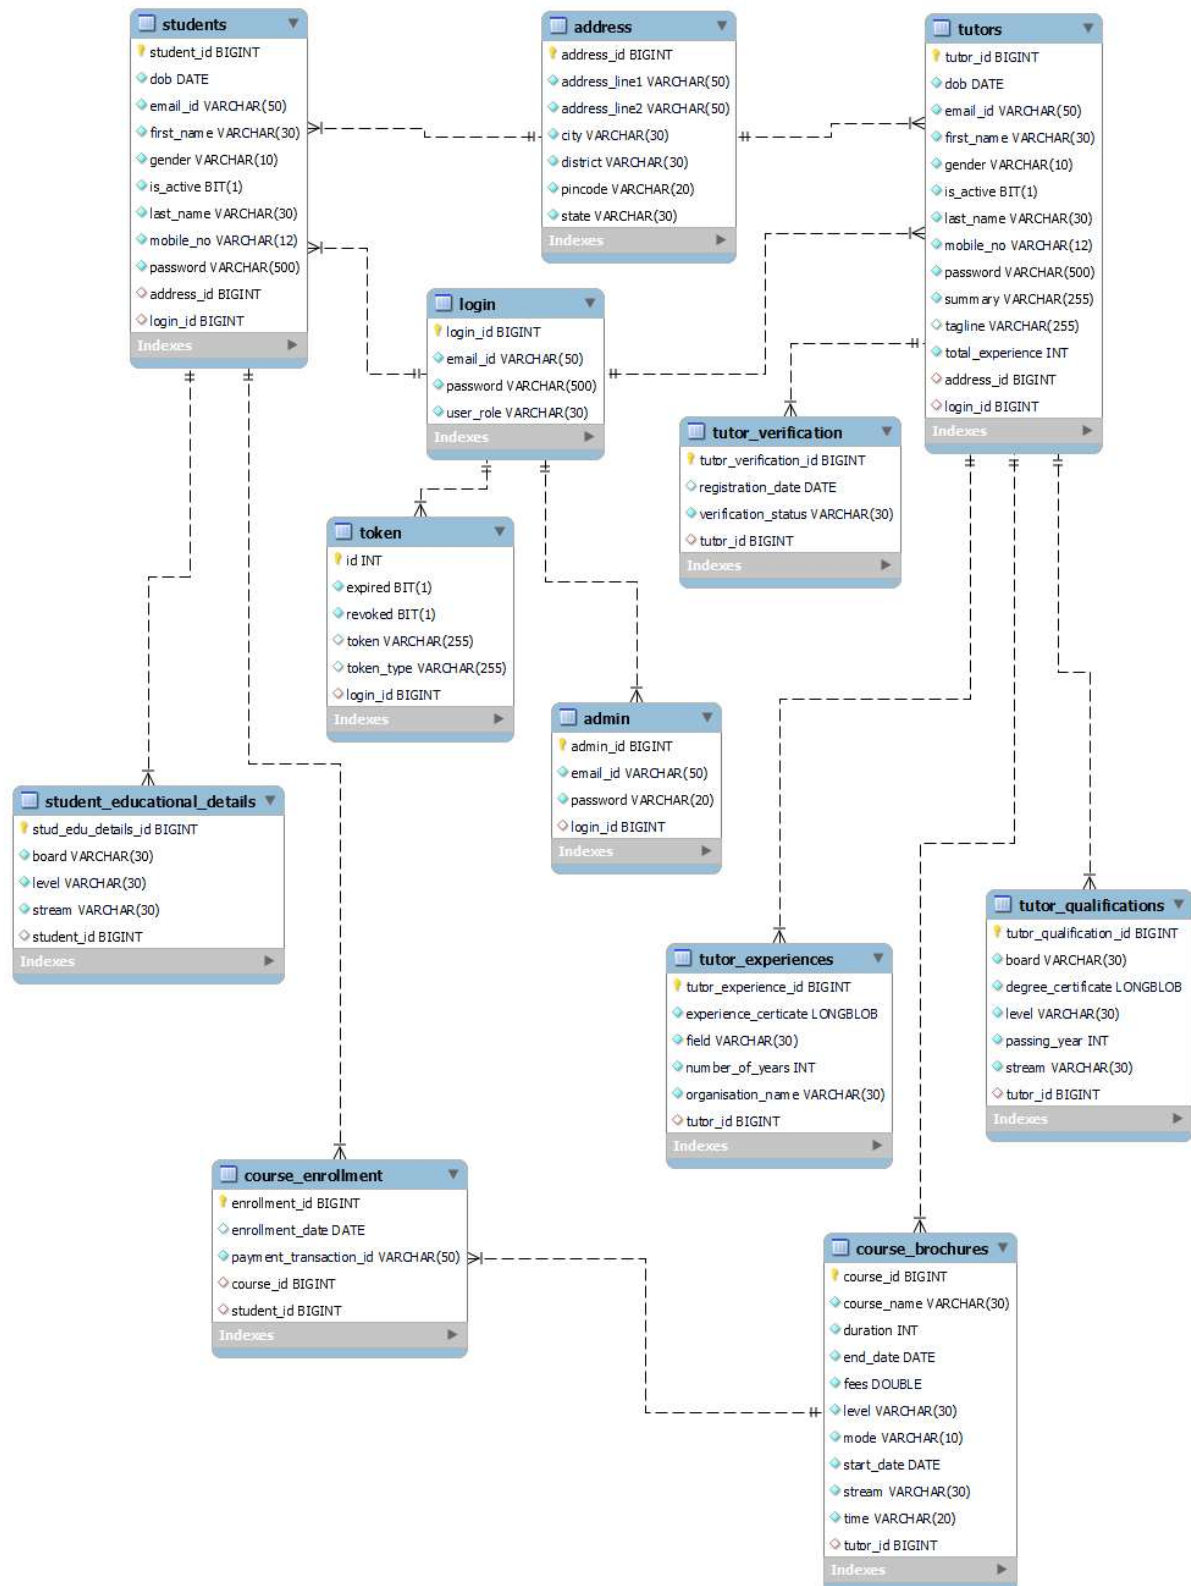 students
student_id BIGINT
dob DATE
email_id VARCHAR(50)
first_name VARCHAR(30)
gender VARCHAR(10)
is_active BIT(1)
last_name VARCHAR(30)
mobile_no VARCHAR(12)
password VARCHAR(500)
address_id BIGINT
login_id BIGINT
Indexes
address
address_id BIGINT
address_line1 VARCHAR(50)
address_line2 VARCHAR(50)
city VARCHAR(30)
district VARCHAR(30)
pincode VARCHAR(20)
state VARCHAR(30)
Indexes
tutors
tutor_id BIGINT
dob DATE
email_id VARCHAR(50)
first_name VARCHAR(30)
gender VARCHAR(10)
is_active BIT(1)
last_name VARCHAR(30)
mobile_no VARCHAR(12)
password VARCHAR(500)
summary VARCHAR(255)
tagline VARCHAR(255)
total_experience INT
address_id BIGINT
login_id BIGINT
Indexes
login
login_id BIGINT
email_id VARCHAR(50)
password VARCHAR(500)
user_role VARCHAR(30)
Indexes
tutor_verification
tutor_verification_id BIGINT
registration_date DATE
verification_status VARCHAR(30)
tutor_id BIGINT
Indexes
token
id INT
expired BIT(1)
revoked BIT(1)
token VARCHAR(255)
token_type VARCHAR(255)
login_id BIGINT
Indexes
admin
admin_id BIGINT
email_id VARCHAR(50)
password VARCHAR(20)
login_id BIGINT
Indexes
student_educational_details
stud_edu_details_id BIGINT
board VARCHAR(30)
level VARCHAR(30)
stream VARCHAR(30)
student_id BIGINT
Indexes
tutor_experiences
tutor_experience_id BIGINT
experience_certicate LONGBLOB
field VARCHAR(30)
number_of_years INT
organisation_name VARCHAR(30)
tutor_id BIGINT
Indexes
tutor_qualifications
tutor_qualification_id BIGINT
board VARCHAR(30)
degree_certificate LONGBLOB
level VARCHAR(30)
passing_year INT
stream VARCHAR(30)
tutor_id BIGINT
Indexes
course_enrollment
enrollment_id BIGINT
enrollment_date DATE
payment_transaction_id VARCHAR(50)
course_id BIGINT
student_id BIGINT
Indexes
course_brochures
course_id BIGINT
course_name VARCHAR(30)
duration INT
end_date DATE
fees DOUBLE
level VARCHAR(30)
mode VARCHAR(10)
start_date DATE
stream VARCHAR(30)
time VARCHAR(20)
tutor_id BIGINT
Indexes